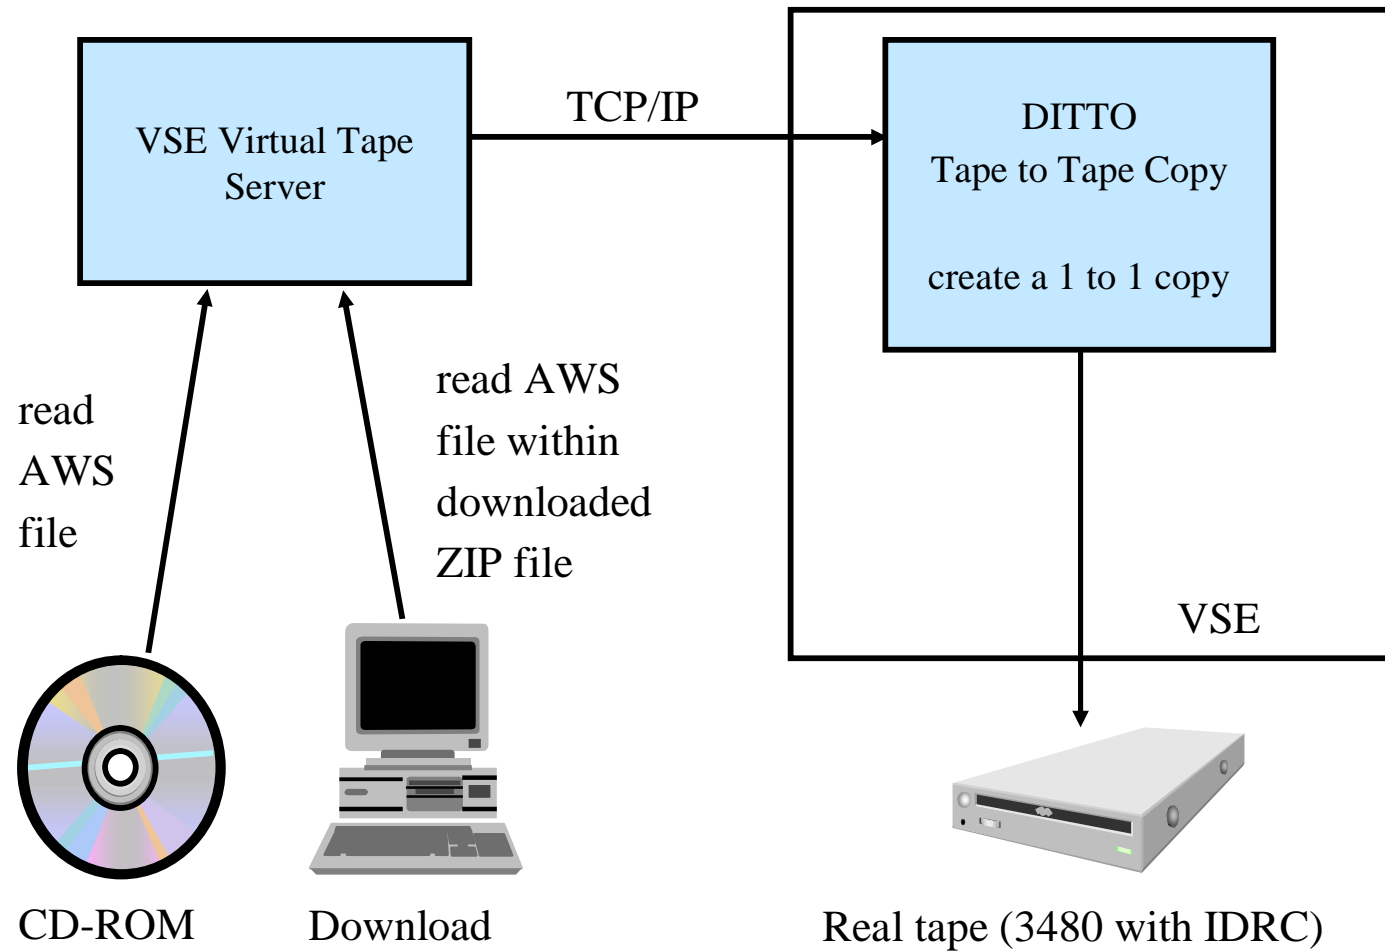 VSE Virtual Tape
Server
TCP/IP
DITTO
Tape to Tape Copy
create a 1 to 1 copy
read
AWS
file
read AWS
file within
downloaded
ZIP file
VSE
CD-ROM
Download
Real tape (3480 with IDRC)